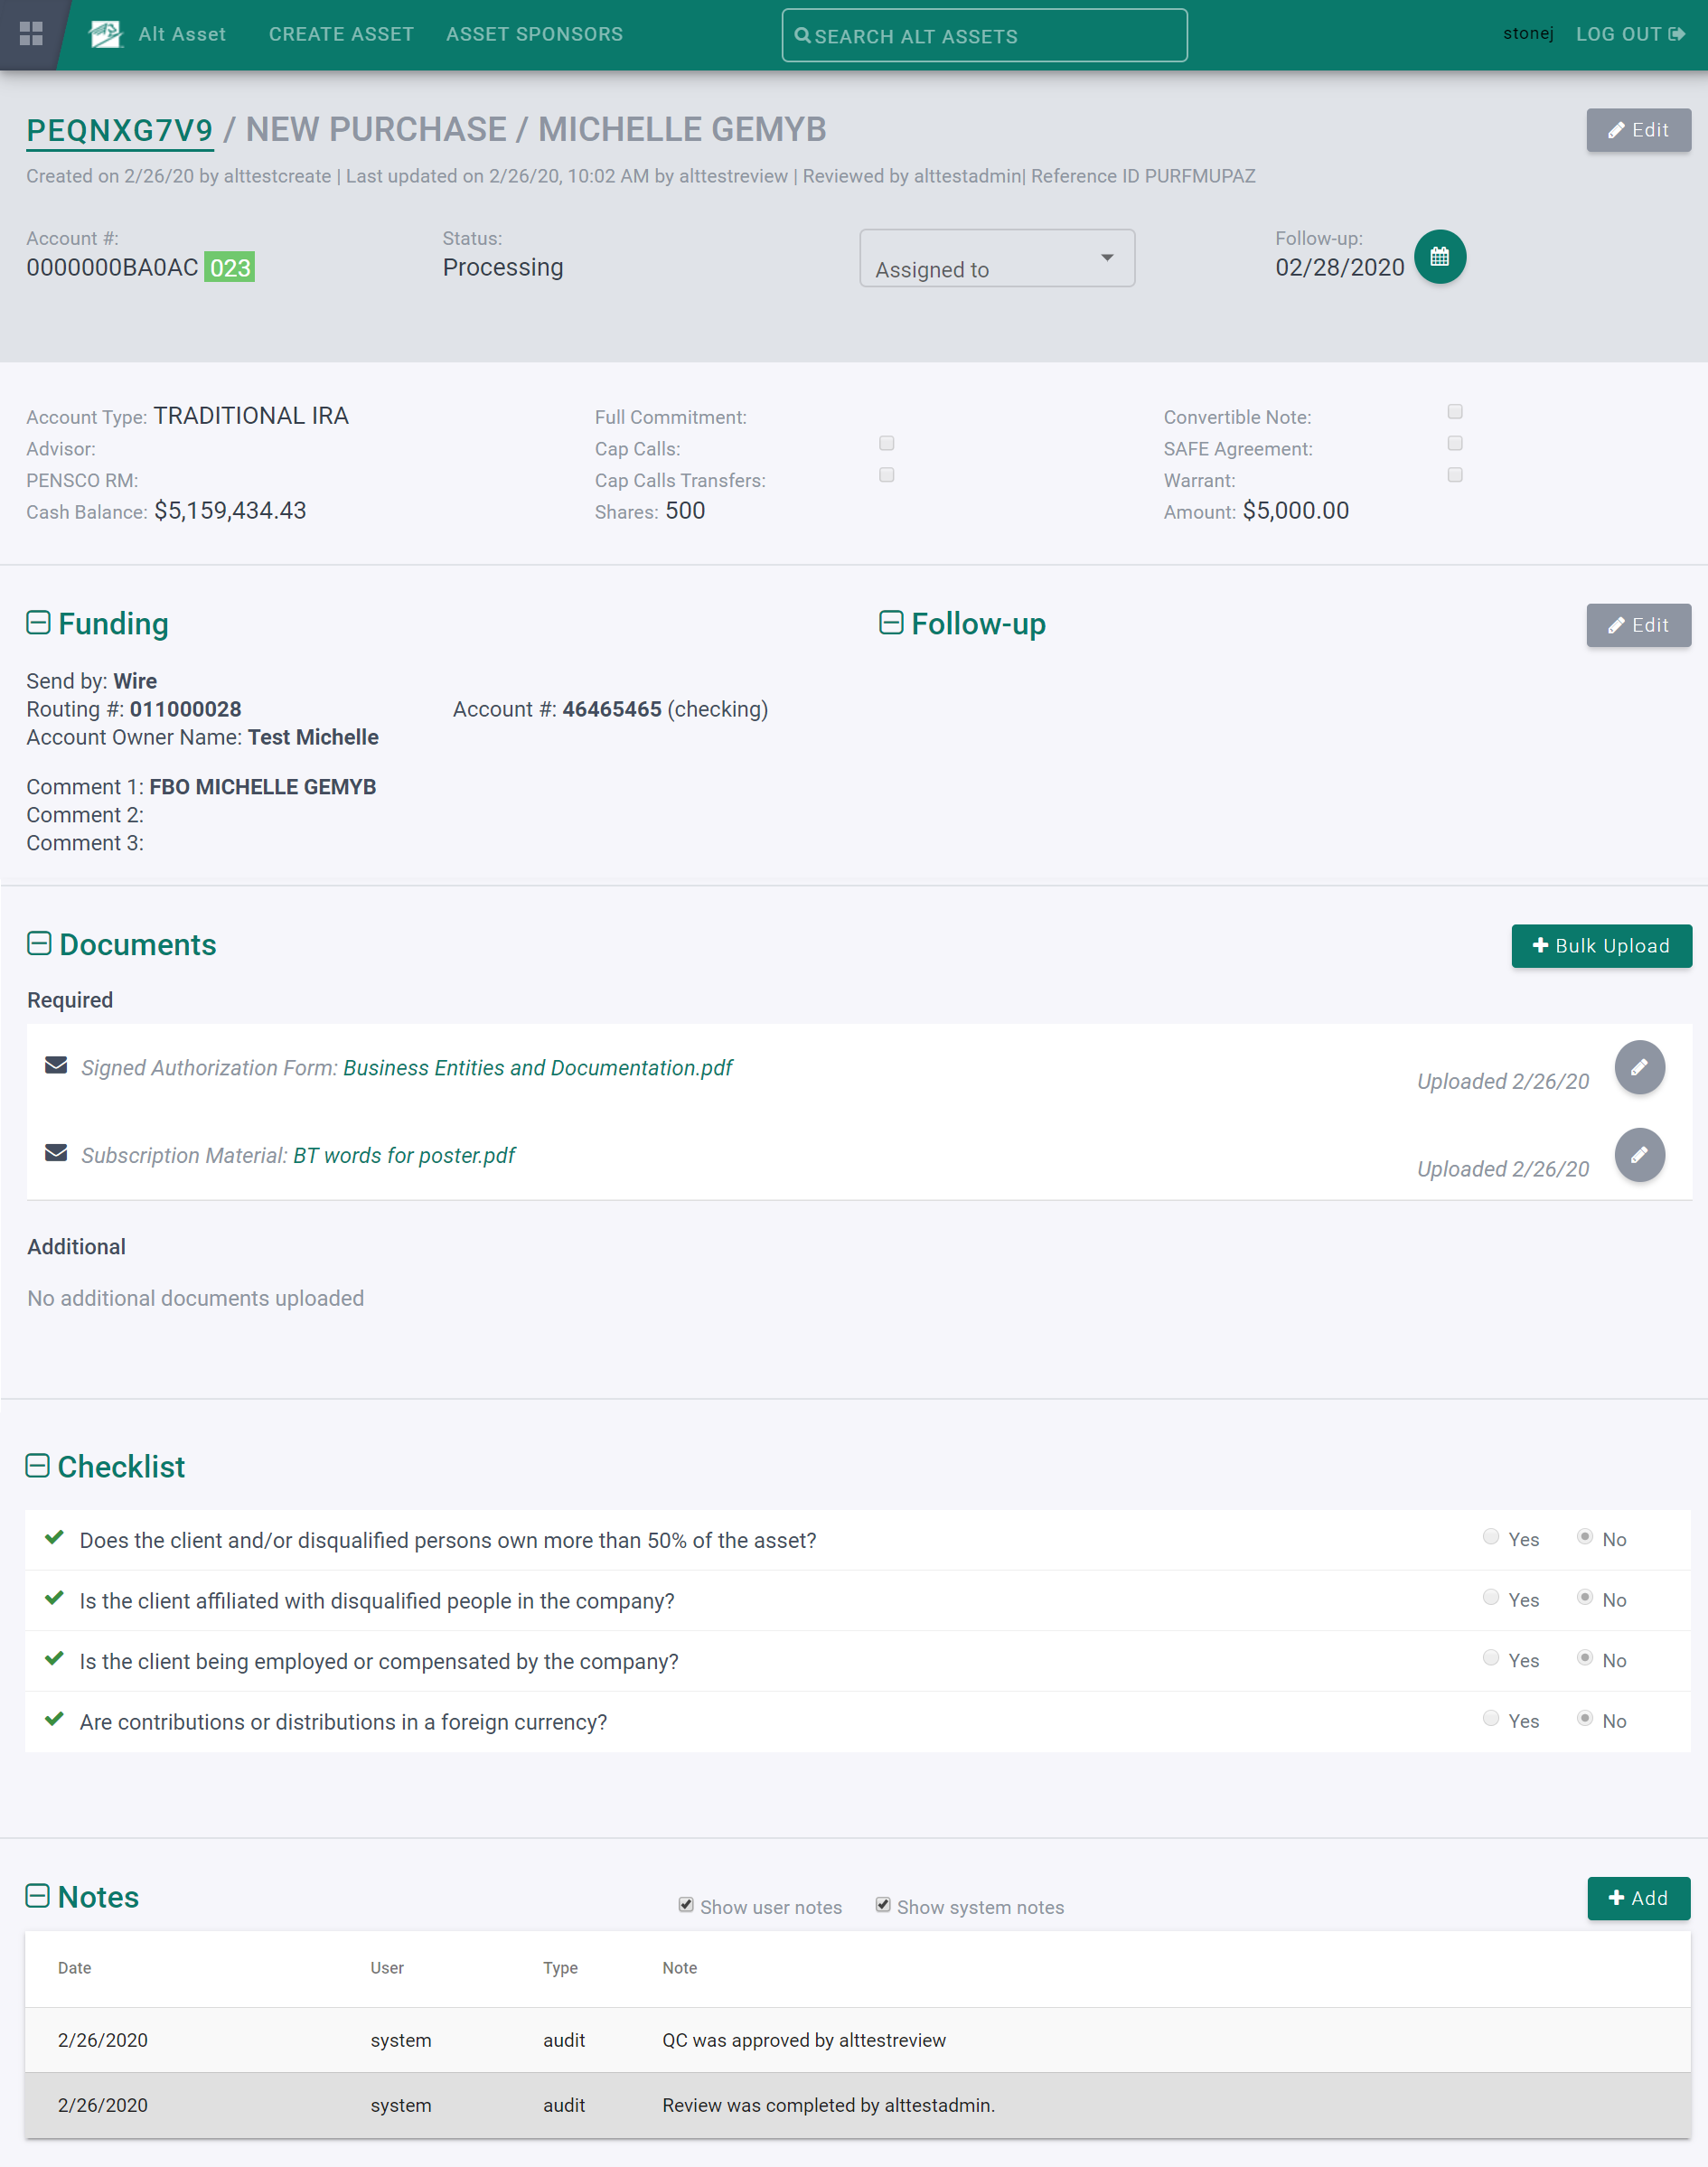 Alt Asset CREATE ASSET ASSET SPONSORS SEARCH ALT ASSETS stonej LOG OUT
PEQNXG7V9 / NEW PURCHASE / MICHELLE GEMYB Edit
Created on 2/26/20 by alttestcreate | Last updated on 2/26/20, 10:02 AM by alttestreview | Reviewed by alttestadmin| Reference ID PURFMUPAZ
Account #: Status: Follow-up:
0000000BA0AC 023 Processing Assigned to 02/28/2020
Account Type: TRADITIONAL IRA Full Commitment: Convertible Note:
Advisor: Cap Calls: SAFE Agreement:
PENSCO RM: Cap Calls Transfers: Warrant:
Cash Balance: $5,159,434.43 Shares: 500 Amount: $5,000.00
Funding Follow-up Edit
Send by: Wire
Routing #: 011000028 Account #: 46465465 (checking)
Account Owner Name: Test Michelle
Comment 1: FBO MICHELLE GEMYB
Comment 2:
Comment 3:
Documents Bulk Upload
Required
Signed Authorization Form: Business Entities and Documentation.pdf Uploaded 2/26/20
Subscription Material: BT words for poster.pdf Uploaded 2/26/20
Additional
No additional documents uploaded
Checklist
Does the client and/or disqualified persons own more than 50% of the asset? Yes No
Is the client affiliated with disqualified people in the company? Yes No
Is the client being employed or compensated by the company? Yes No
Are contributions or distributions in a foreign currency? Yes No
Notes Show user notes Show system notes Add
Date User Type Note
2/26/2020 system audit QC was approved by alttestreview
2/26/2020 system audit Review was completed by alttestadmin.